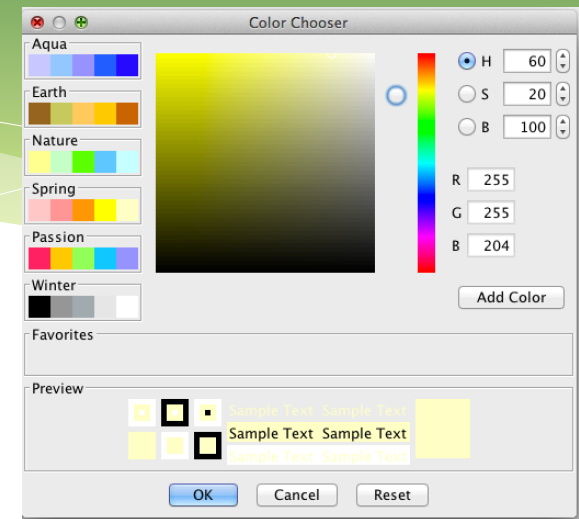 Color Chooser
Aqua
Earth
Nature
Spring
Passion
Winter
H 60
S 20
B 100
R 255
G 255
B 204
Add Color
Favorites
Preview
Sample Text Sample Text
Sample Text Sample Text
Sample Text Sample Text
OK Cancel Reset